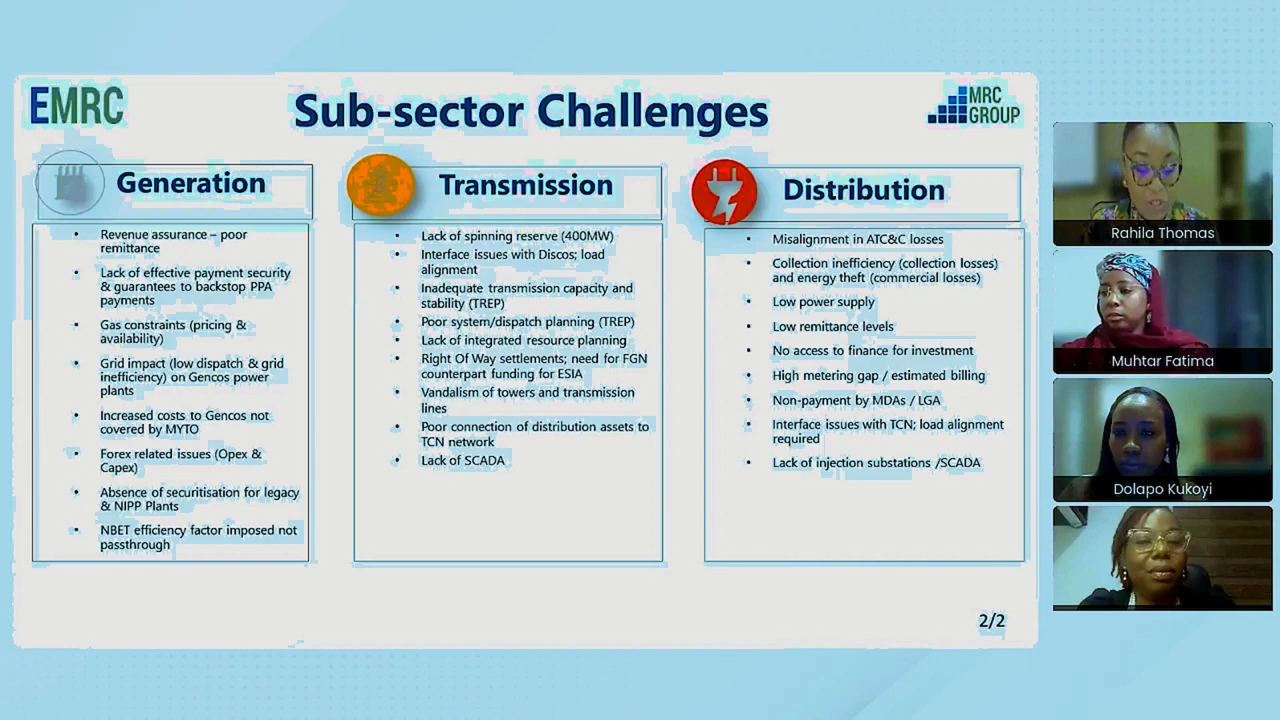 EMRC
Sub-sector Challenges
MRC
GROUP
Generation
• Revenue assurance – poor
remittance
• Lack of effective payment security
& guarantees to backstop PPA
payments
• Gas constraints (pricing &
availability)
• Grid impact (low dispatch & grid
inefficiency) on Gencos power
plants
• Increased costs to Gencos not
covered by MYTO
• Forex related issues (Opex &
Capex)
• Absence of securitisation for legacy
& NIPP Plants
• NBET efficiency factor imposed not
passthrough
Transmission
• Lack of spinning reserve (400MW)
• Interface issues with Discos; load
alignment
• Inadequate transmission capacity and
stability (TREP)
• Poor system/dispatch planning (TREP)
• Lack of integrated resource planning
• Right Of Way settlements; need for FGN
counterpart funding for ESIA
• Vandalism of towers and transmission
lines
• Poor connection of distribution assets to
TCN network
• Lack of SCADA
Distribution
• Misalignment in ATC&C losses
• Collection inefficiency (collection losses)
and energy theft (commercial losses)
• Low power supply
• Low remittance levels
• No access to finance for investment
• High metering gap / estimated billing
• Non-payment by MDAs / LGA
• Interface issues with TCN; load alignment
required
• Lack of injection substations /SCADA
2/2
Rahila Thomas
Muhtar Fatima
Dolapo Kukoyi